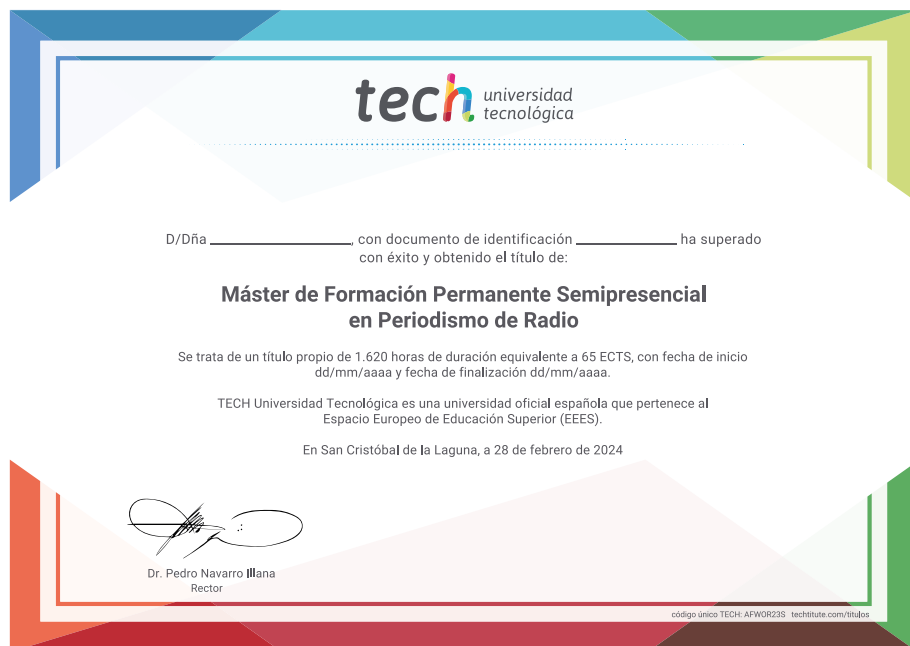 tech universidad
tecnológica
D/Dña ____________________, con documento de identificación ______________ ha superado
con éxito y obtenido el título de:
Máster de Formación Permanente Semipresencial
en Periodismo de Radio
Se trata de un título propio de 1.620 horas de duración equivalente a 65 ECTS, con fecha de inicio
dd/mm/aaaa y fecha de finalización dd/mm/aaaa.
TECH Universidad Tecnológica es una universidad oficial española que pertenece al
Espacio Europeo de Educación Superior (EEES).
En San Cristóbal de la Laguna, a 28 de febrero de 2024
Dr. Pedro Navarro Illana
Rector
código único TECH: AFWOR23S techtitute.com/titulos